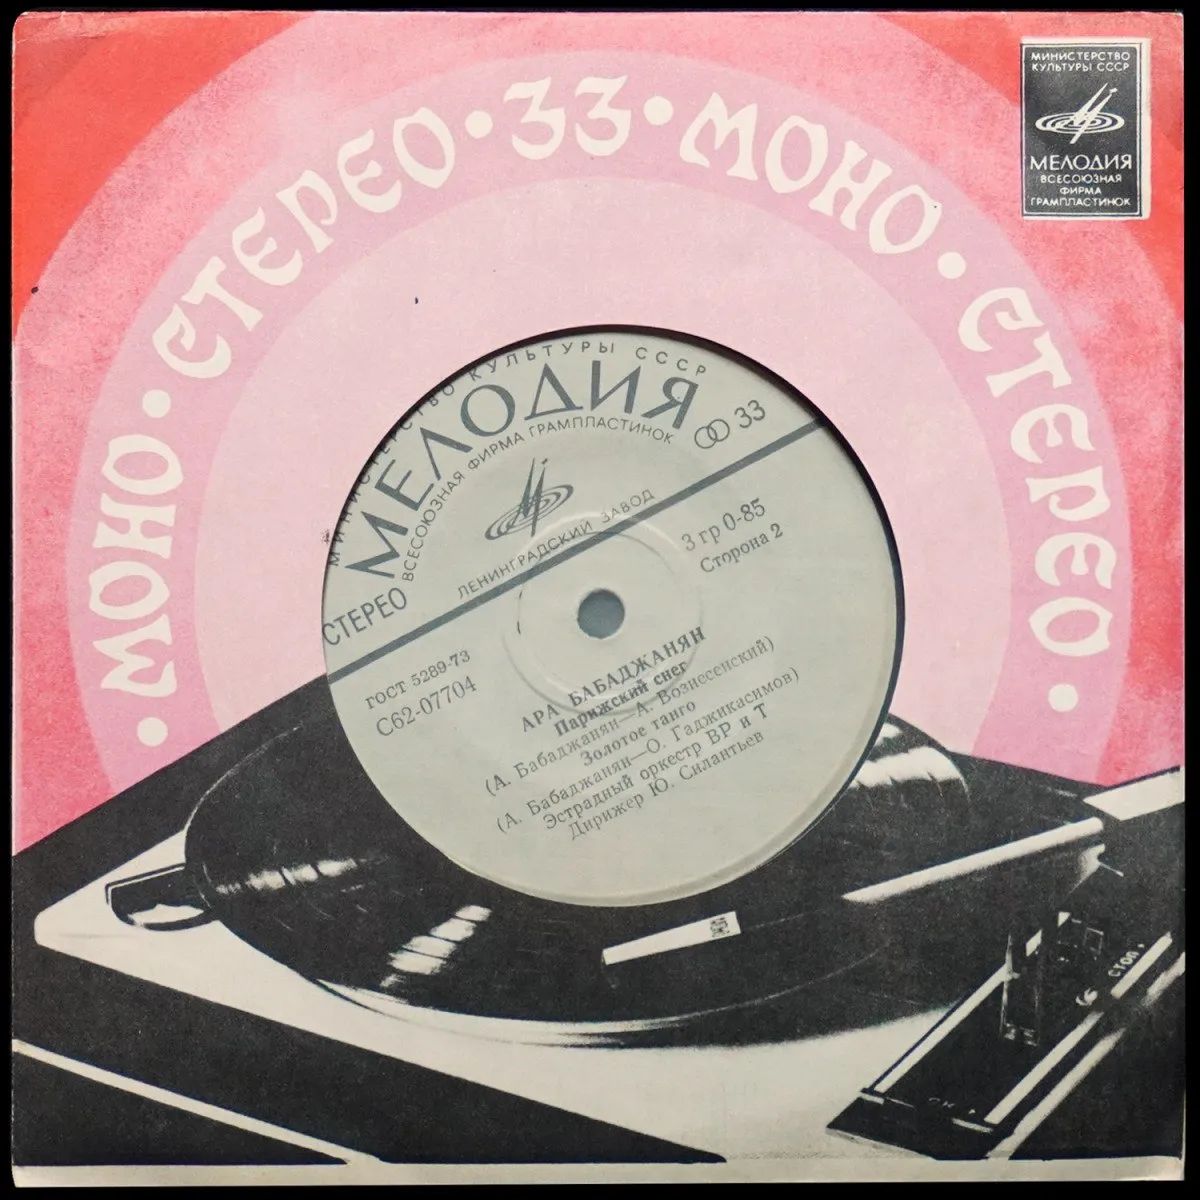 • МОНО • СТЕРЕО • 33 • МОНО • СТЕРЕО •
МИНИСТЕРСТВО
КУЛЬТУРЫ СССР
МЕЛОДИЯ
ВСЕСОЮЗНАЯ
ФИРМА
ГРАМПЛАСТИНОК
МИНИСТЕРСТВО КУЛЬТУРЫ СССР
МЕЛОДИЯ
ВСЕСОЮЗНАЯ ФИРМА ГРАМПЛАСТИНОК
33
ЛЕНИНГРАДСКИЙ ЗАВОД
СТЕРЕО
3 гр 0-85
Сторона 2
ГОСТ 5289-73
С62-07704
АРА БАБАДЖАНЯН
Парижский снег
(А. Бабаджанян—А. Вознесенский)
Золотое танго
(А. Бабаджанян—О. Гаджикасимов)
Эстрадный оркестр ВР и Т
Дирижер Ю. Силантьев
стоп